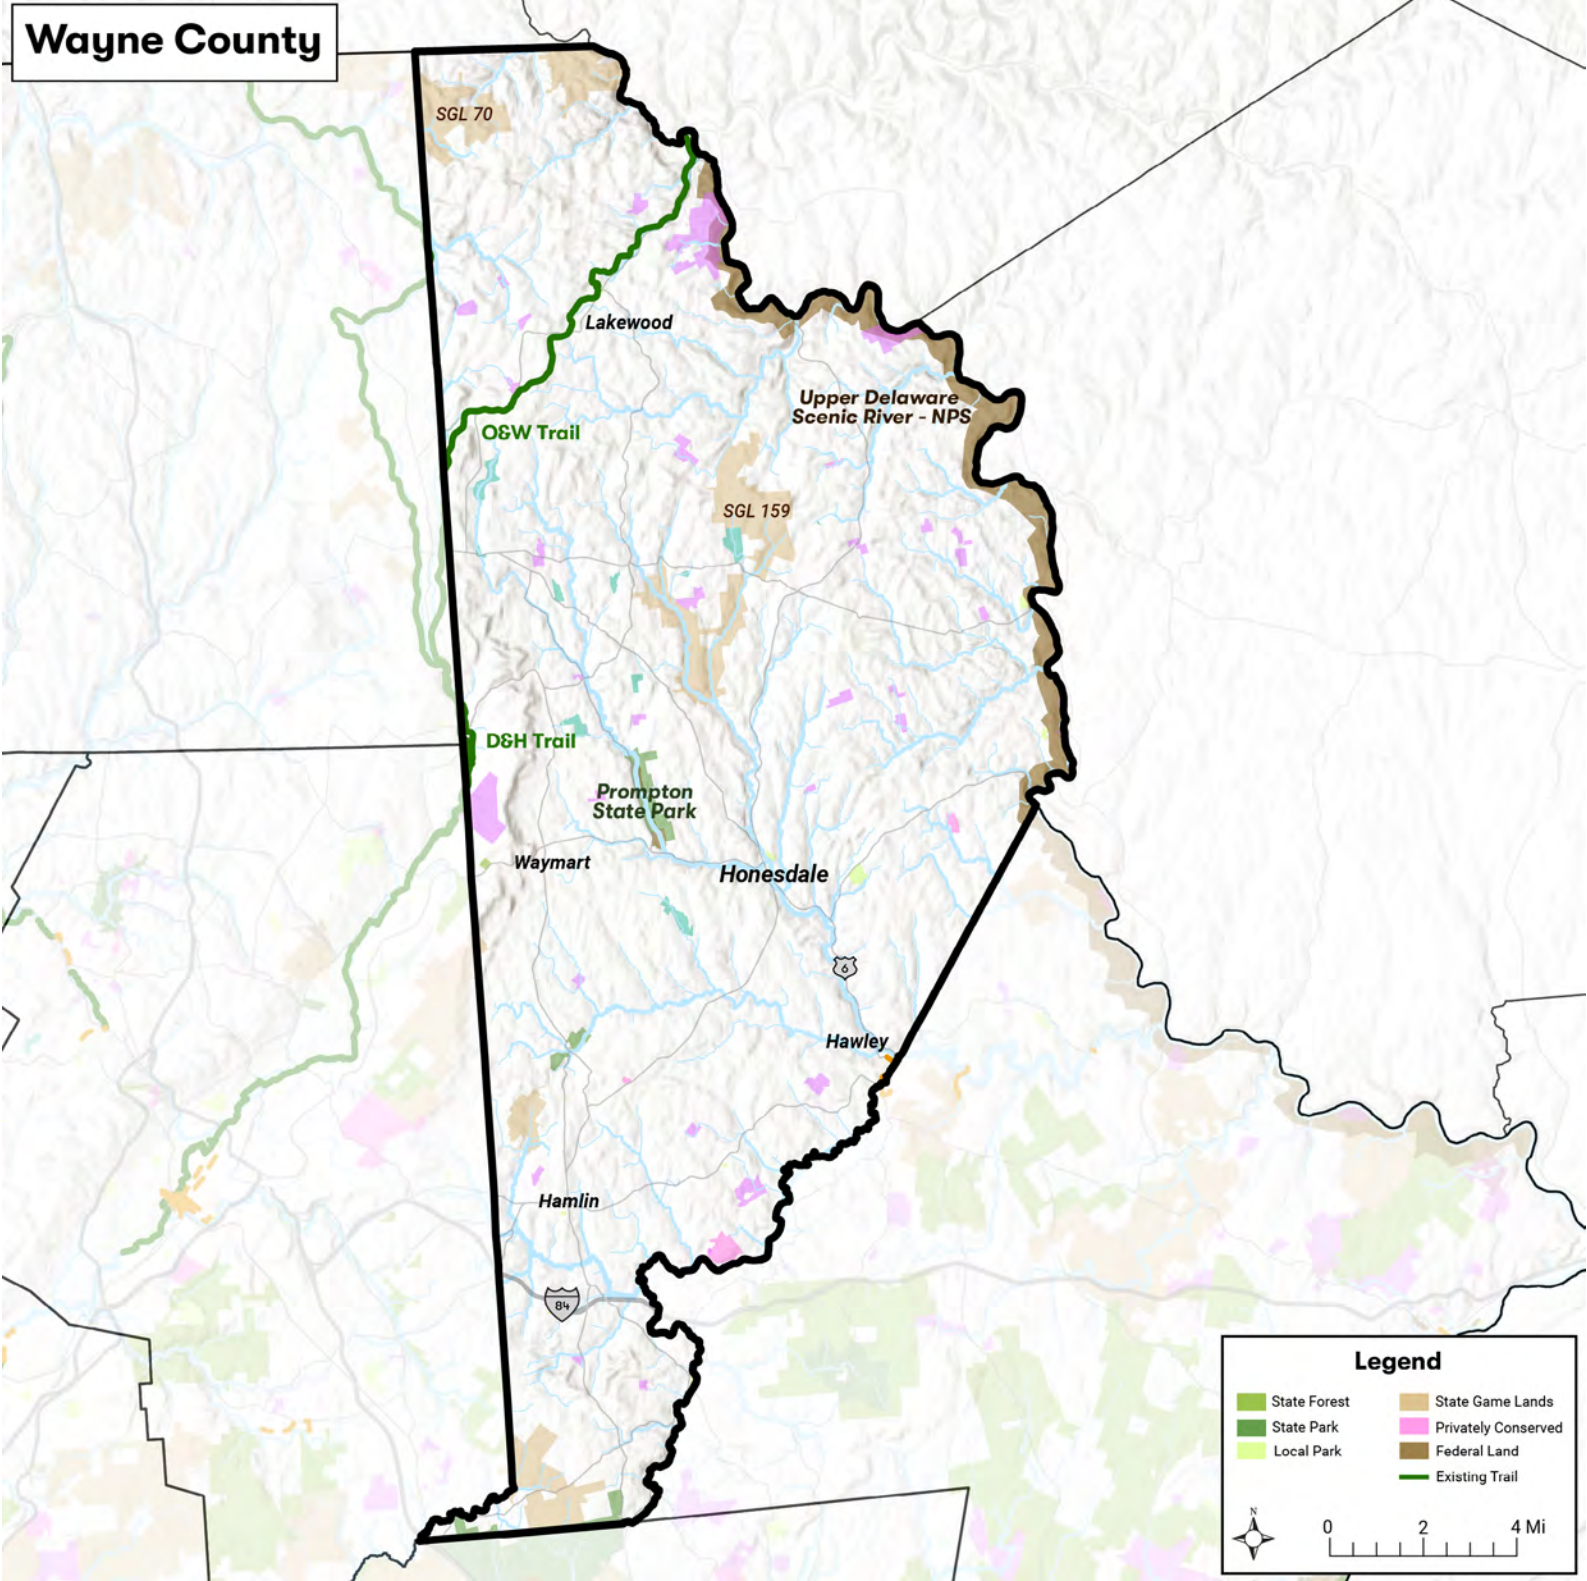 Wayne County
SGL 70
Lakewood
Upper Delaware
Scenic River - NPS
O&W Trail
SGL 159
D&H Trail
Prompton
State Park
Waymart
Honesdale
6
Hawley
Hamlin
84
Legend
State Forest
State Park
Local Park
State Game Lands
Privately Conserved
Federal Land
Existing Trail
N
0 2 4 Mi